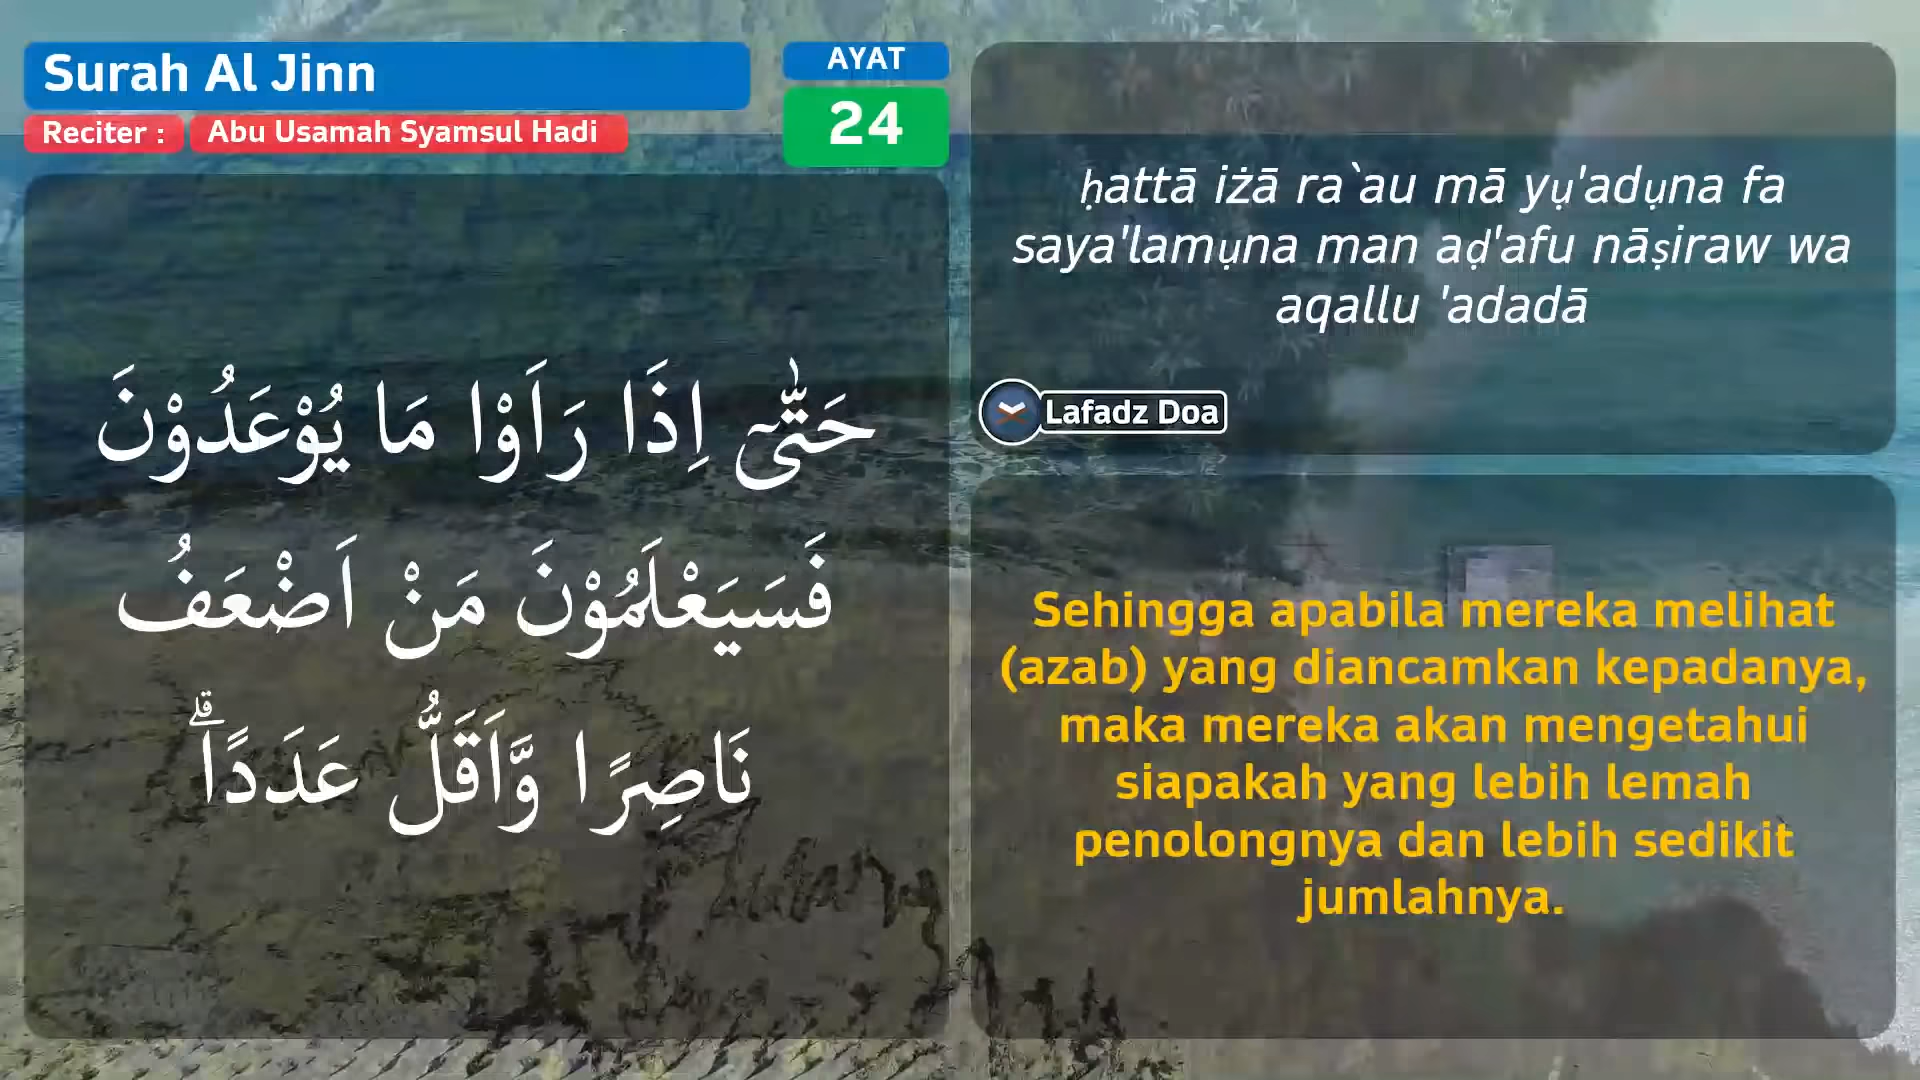 Surah Al Jinn
Reciter :
Abu Usamah Syamsul Hadi
AYAT
24
حَتّٰىٓ اِذَا رَاَوْا مَا يُوْعَدُوْنَ
فَسَيَعْلَمُوْنَ مَنْ اَضْعَفُ
نَاصِرًا وَّاَقَلُّ عَدَدًاۗ
ḥattā iżā ra`au mā yụ'adụna fa
saya'lamụna man aḍ'afu nāṣiraw wa
aqallu 'adadā
Lafadz Doa
Sehingga apabila mereka melihat
(azab) yang diancamkan kepadanya,
maka mereka akan mengetahui
siapakah yang lebih lemah
penolongnya dan lebih sedikit
jumlahnya.